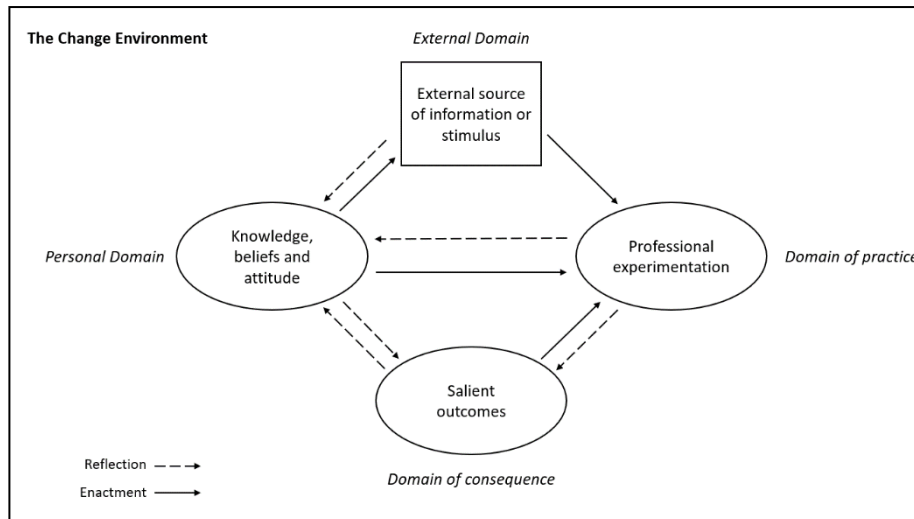 The Change Environment
External Domain
External source
of information or
stimulus
Personal Domain
Knowledge,
beliefs and
attitude
Professional
experimentation
Domain of practice
Salient
outcomes
Domain of consequence
Reflection
Enactment